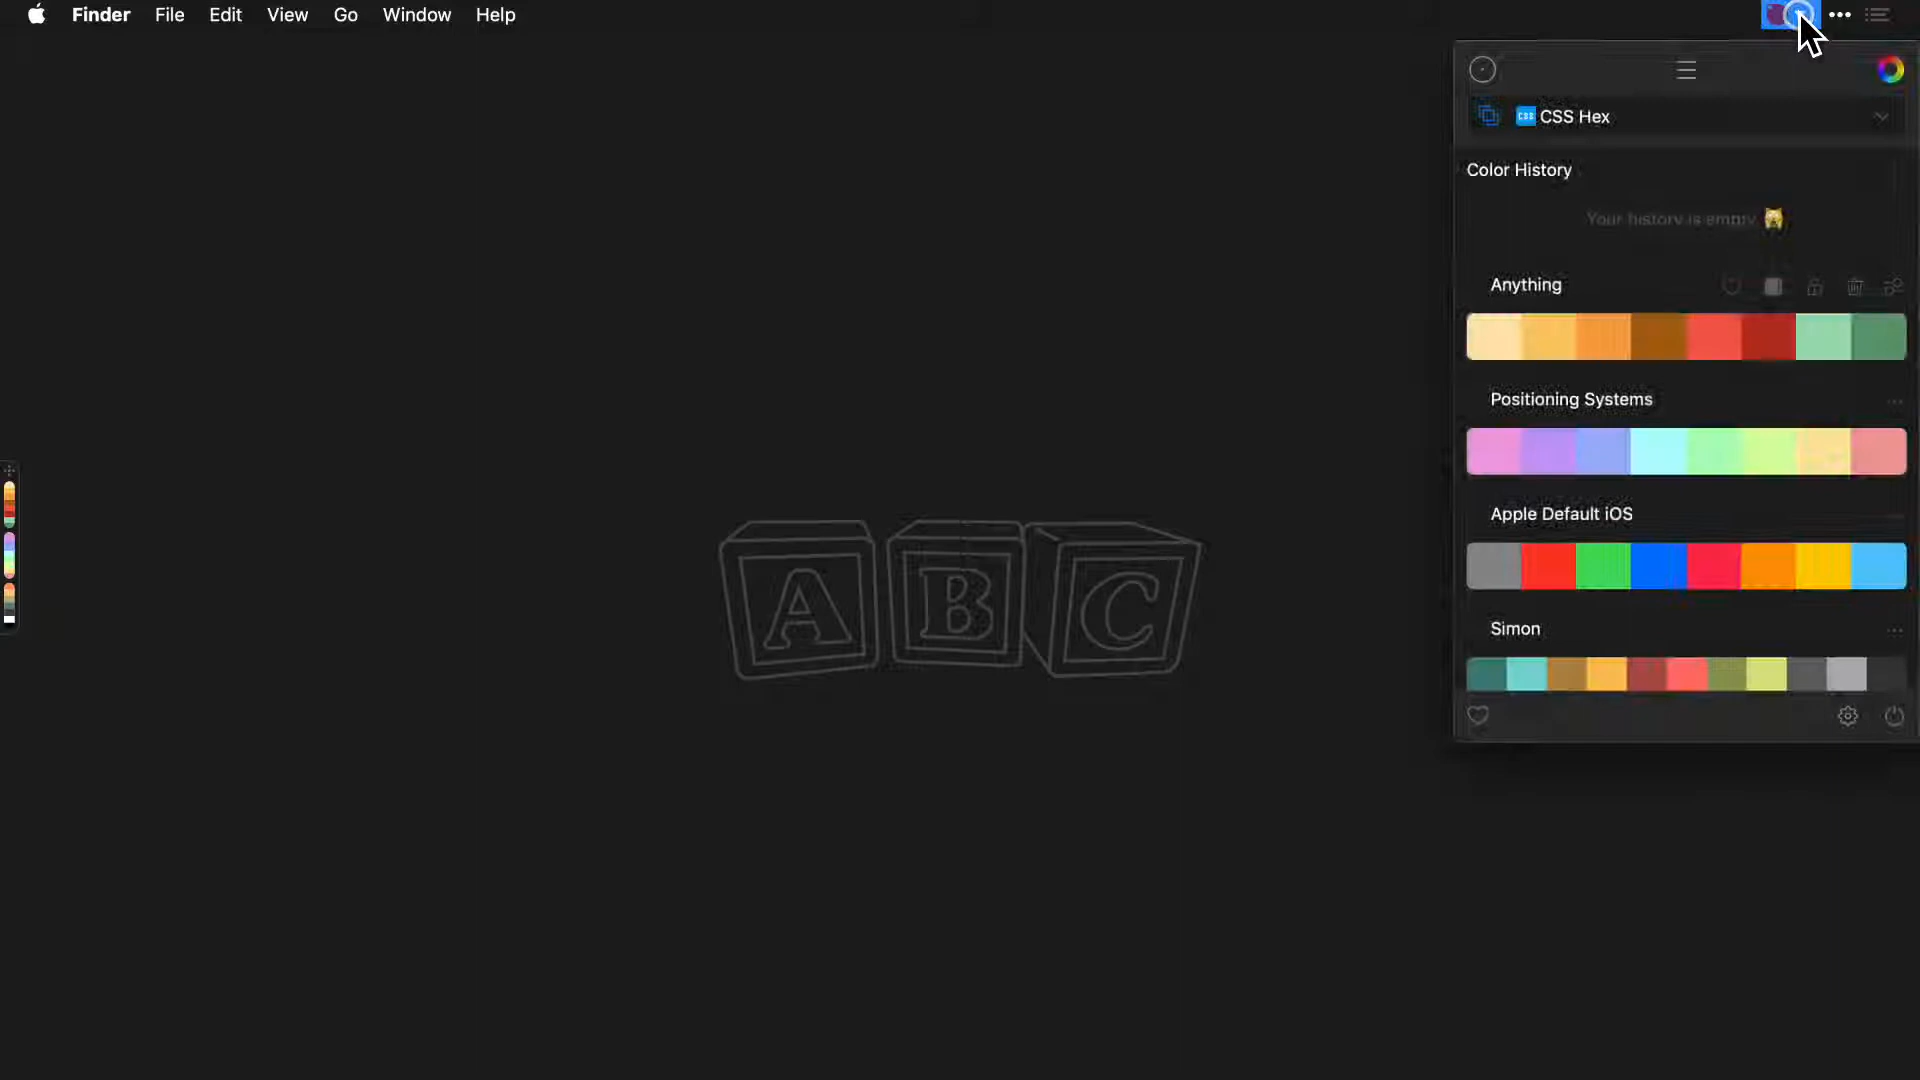 Finder File Edit View Go Window Help
CSS CSS Hex
Color History
Your history is empty
Anything
Positioning Systems
Apple Default iOS
Simon
A B C